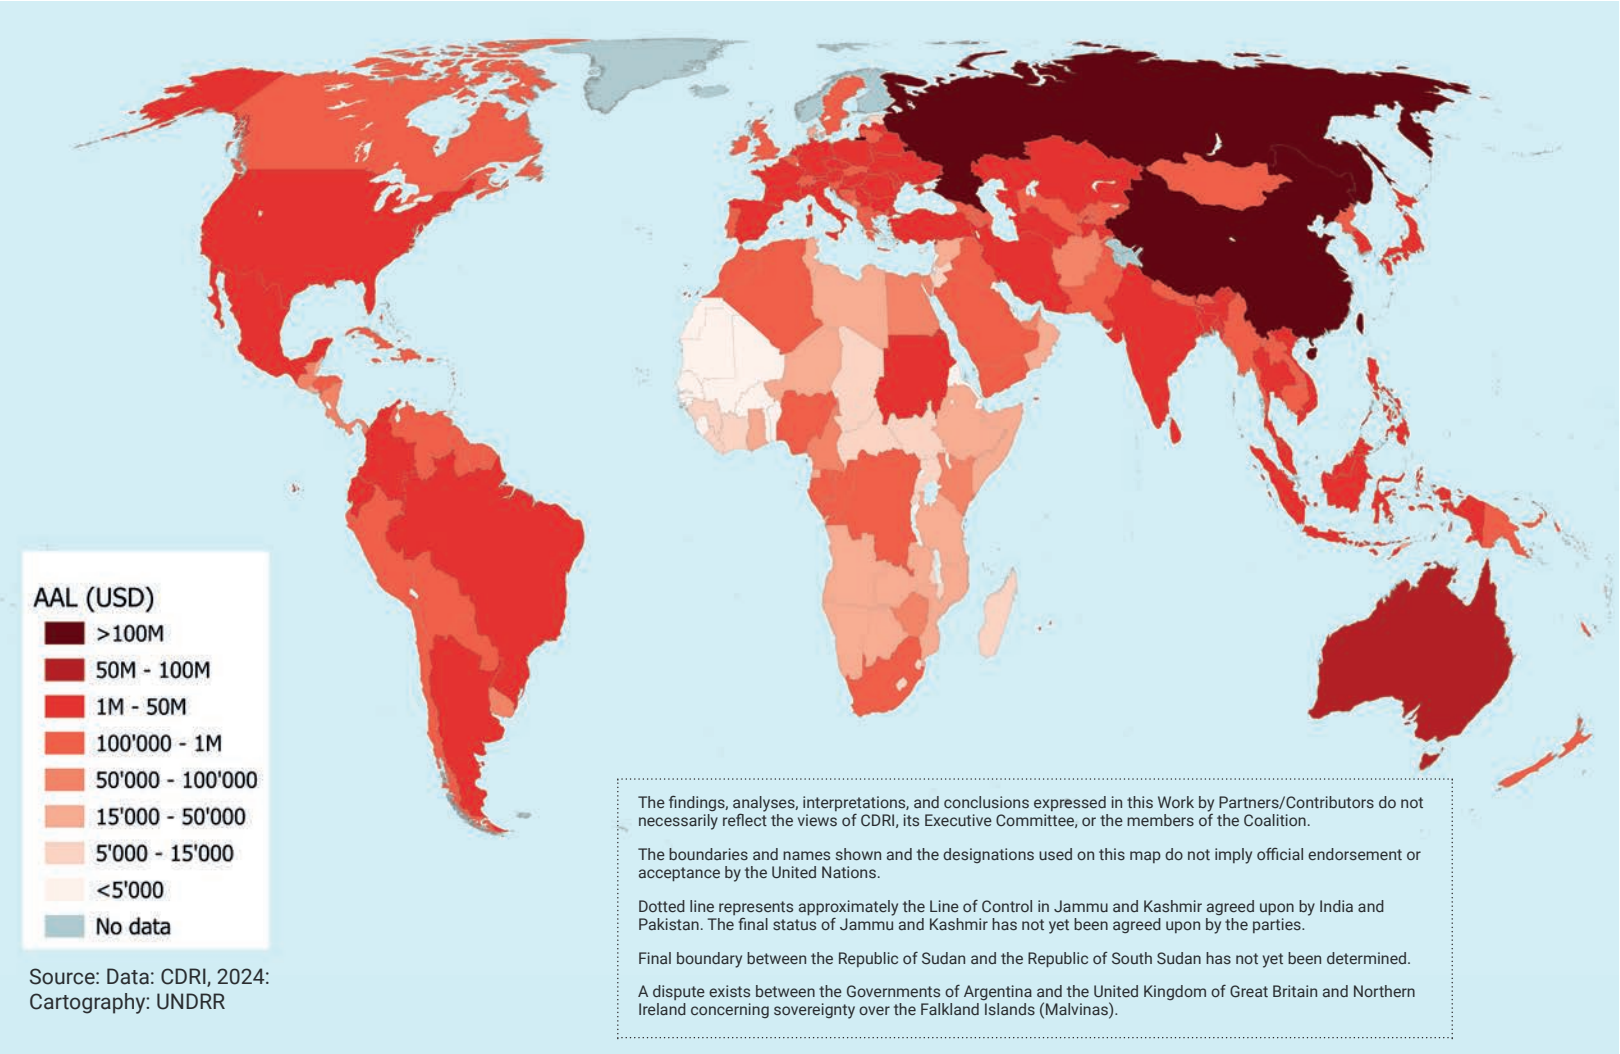 AAL (USD)
>100M
50M - 100M
1M - 50M
100'000 - 1M
50'000 - 100'000
15'000 - 50'000
5'000 - 15'000
<5'000
No data
Source: Data: CDRI, 2024:
Cartography: UNDRR
The findings, analyses, interpretations, and conclusions expressed in this Work by Partners/Contributors do not
necessarily reflect the views of CDRI, its Executive Committee, or the members of the Coalition.
The boundaries and names shown and the designations used on this map do not imply official endorsement or
acceptance by the United Nations.
Dotted line represents approximately the Line of Control in Jammu and Kashmir agreed upon by India and
Pakistan. The final status of Jammu and Kashmir has not yet been agreed upon by the parties.
Final boundary between the Republic of Sudan and the Republic of South Sudan has not yet been determined.
A dispute exists between the Governments of Argentina and the United Kingdom of Great Britain and Northern
Ireland concerning sovereignty over the Falkland Islands (Malvinas).